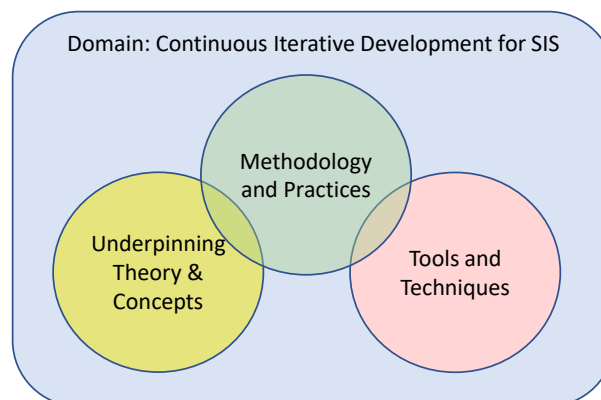 Domain: Continuous Iterative Development for SIS
Methodology
and Practices
Underpinning
Theory &
Concepts
Tools and
Techniques